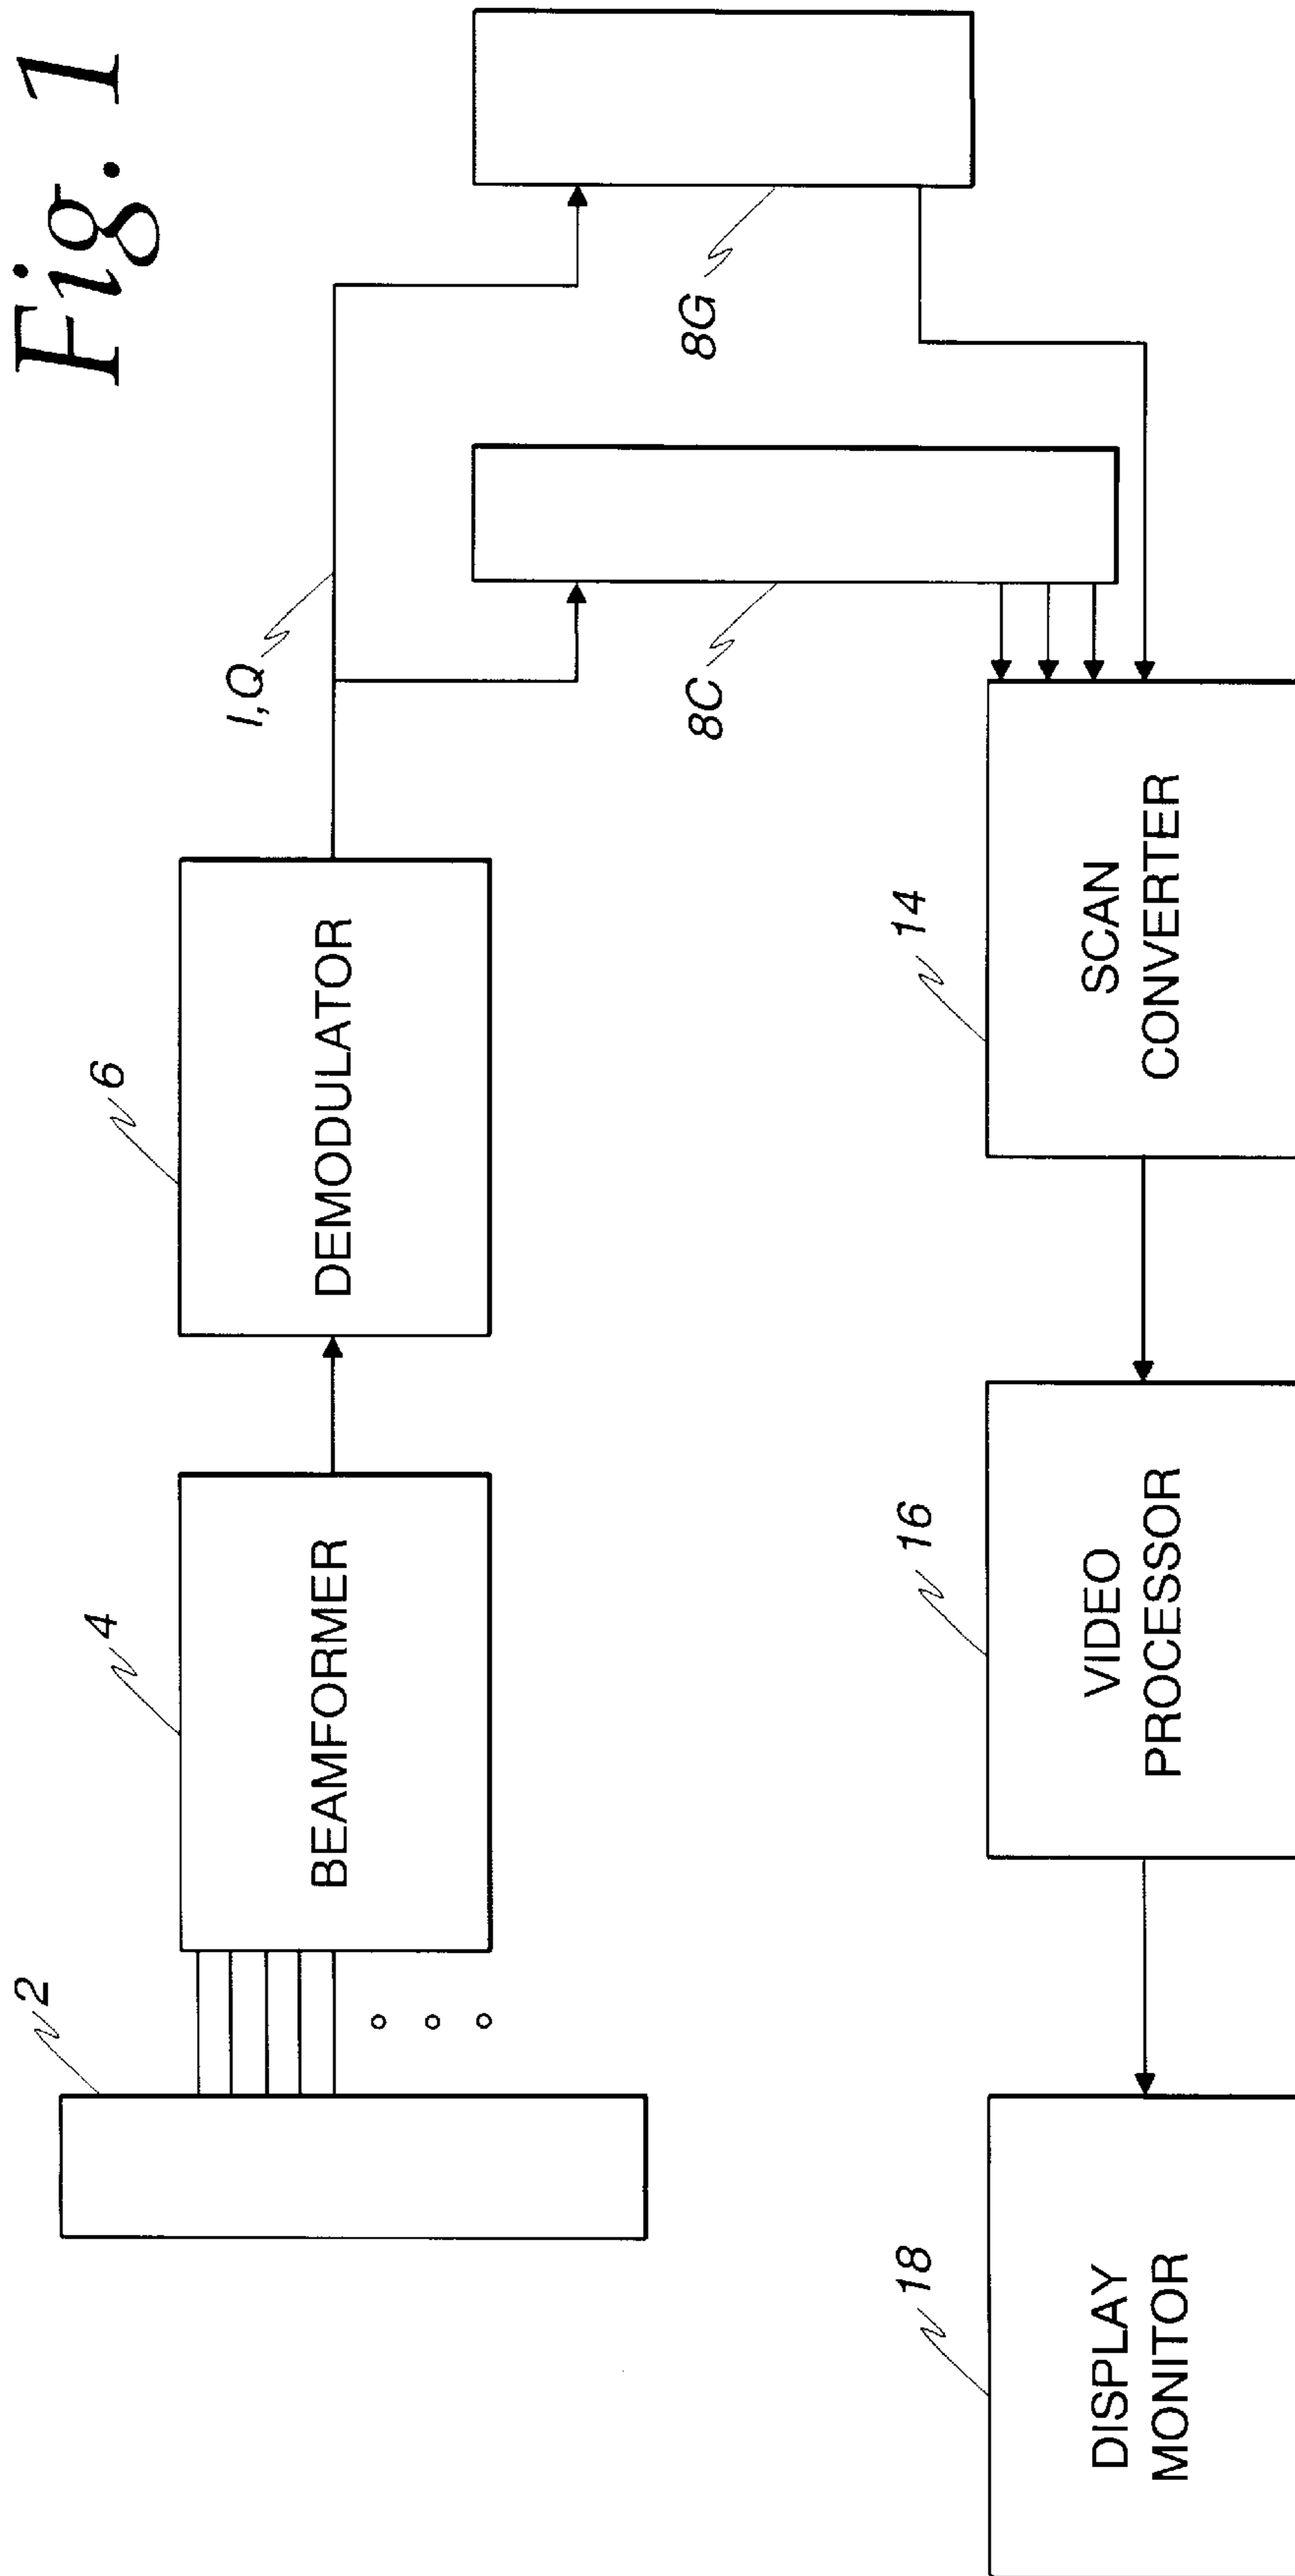 Fig. 1
2
4
BEAMFORMER
6
DEMODULATOR
I,Q
8C
8G
18
DISPLAY
MONITOR
16
VIDEO
PROCESSOR
14
SCAN
CONVERTER